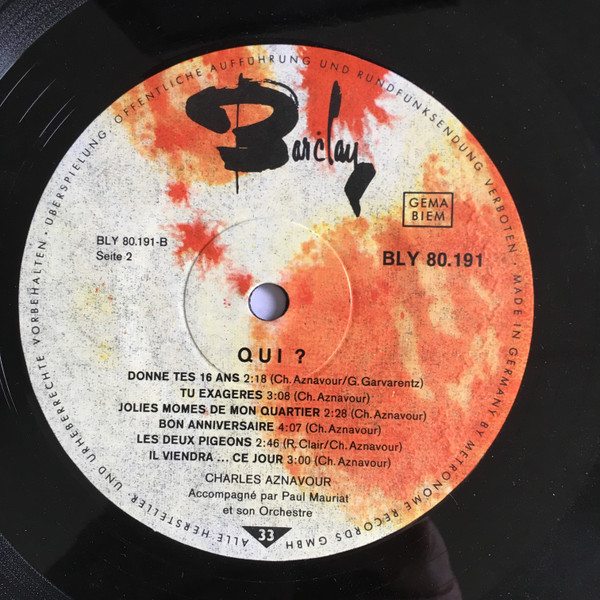 ALLE HERSTELLER- UND URHEBERRECHTE VORBEHALTEN · ÜBERSPIELUNG, ÖFFENTLICHE AUFFÜHRUNG UND RUNDFUNKSENDUNG VERBOTEN · MADE IN GERMANY BY METRONOME RECORDS GMBH
Barclay
GEMA
BIEM
BLY 80.191-B
Seite 2
BLY 80.191
QUI ?
DONNE TES 16 ANS 2:18 (Ch. Aznavour/G. Garvarentz)
TU EXAGERES 3:08 (Ch. Aznavour)
JOLIES MOMES DE MON QUARTIER 2:28 (Ch. Aznavour)
BON ANNIVERSAIRE 4:07 (Ch. Aznavour)
LES DEUX PIGEONS 2:46 (R. Clair/Ch. Aznavour)
IL VIENDRA ... CE JOUR 3:00 (Ch. Aznavour)
CHARLES AZNAVOUR
Accompagné par Paul Mauriat
et son Orchestre
33